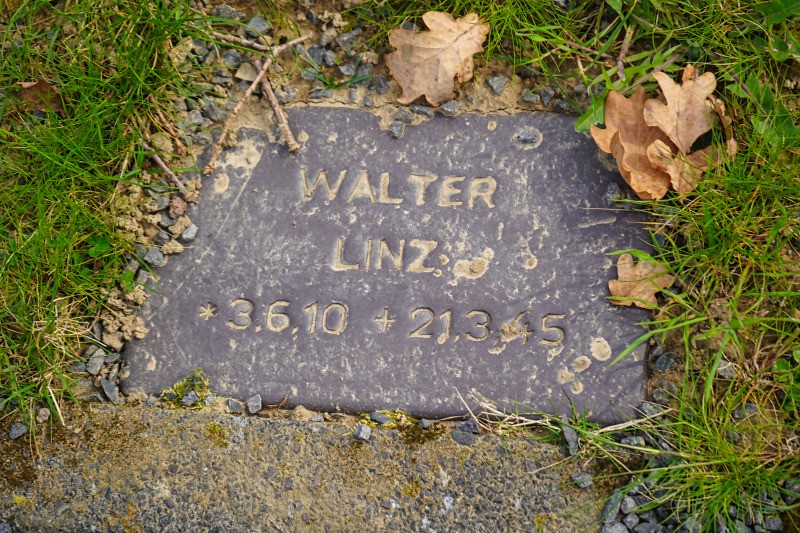 WALTER
LINZ
* 3.6.10 + 21.3.45